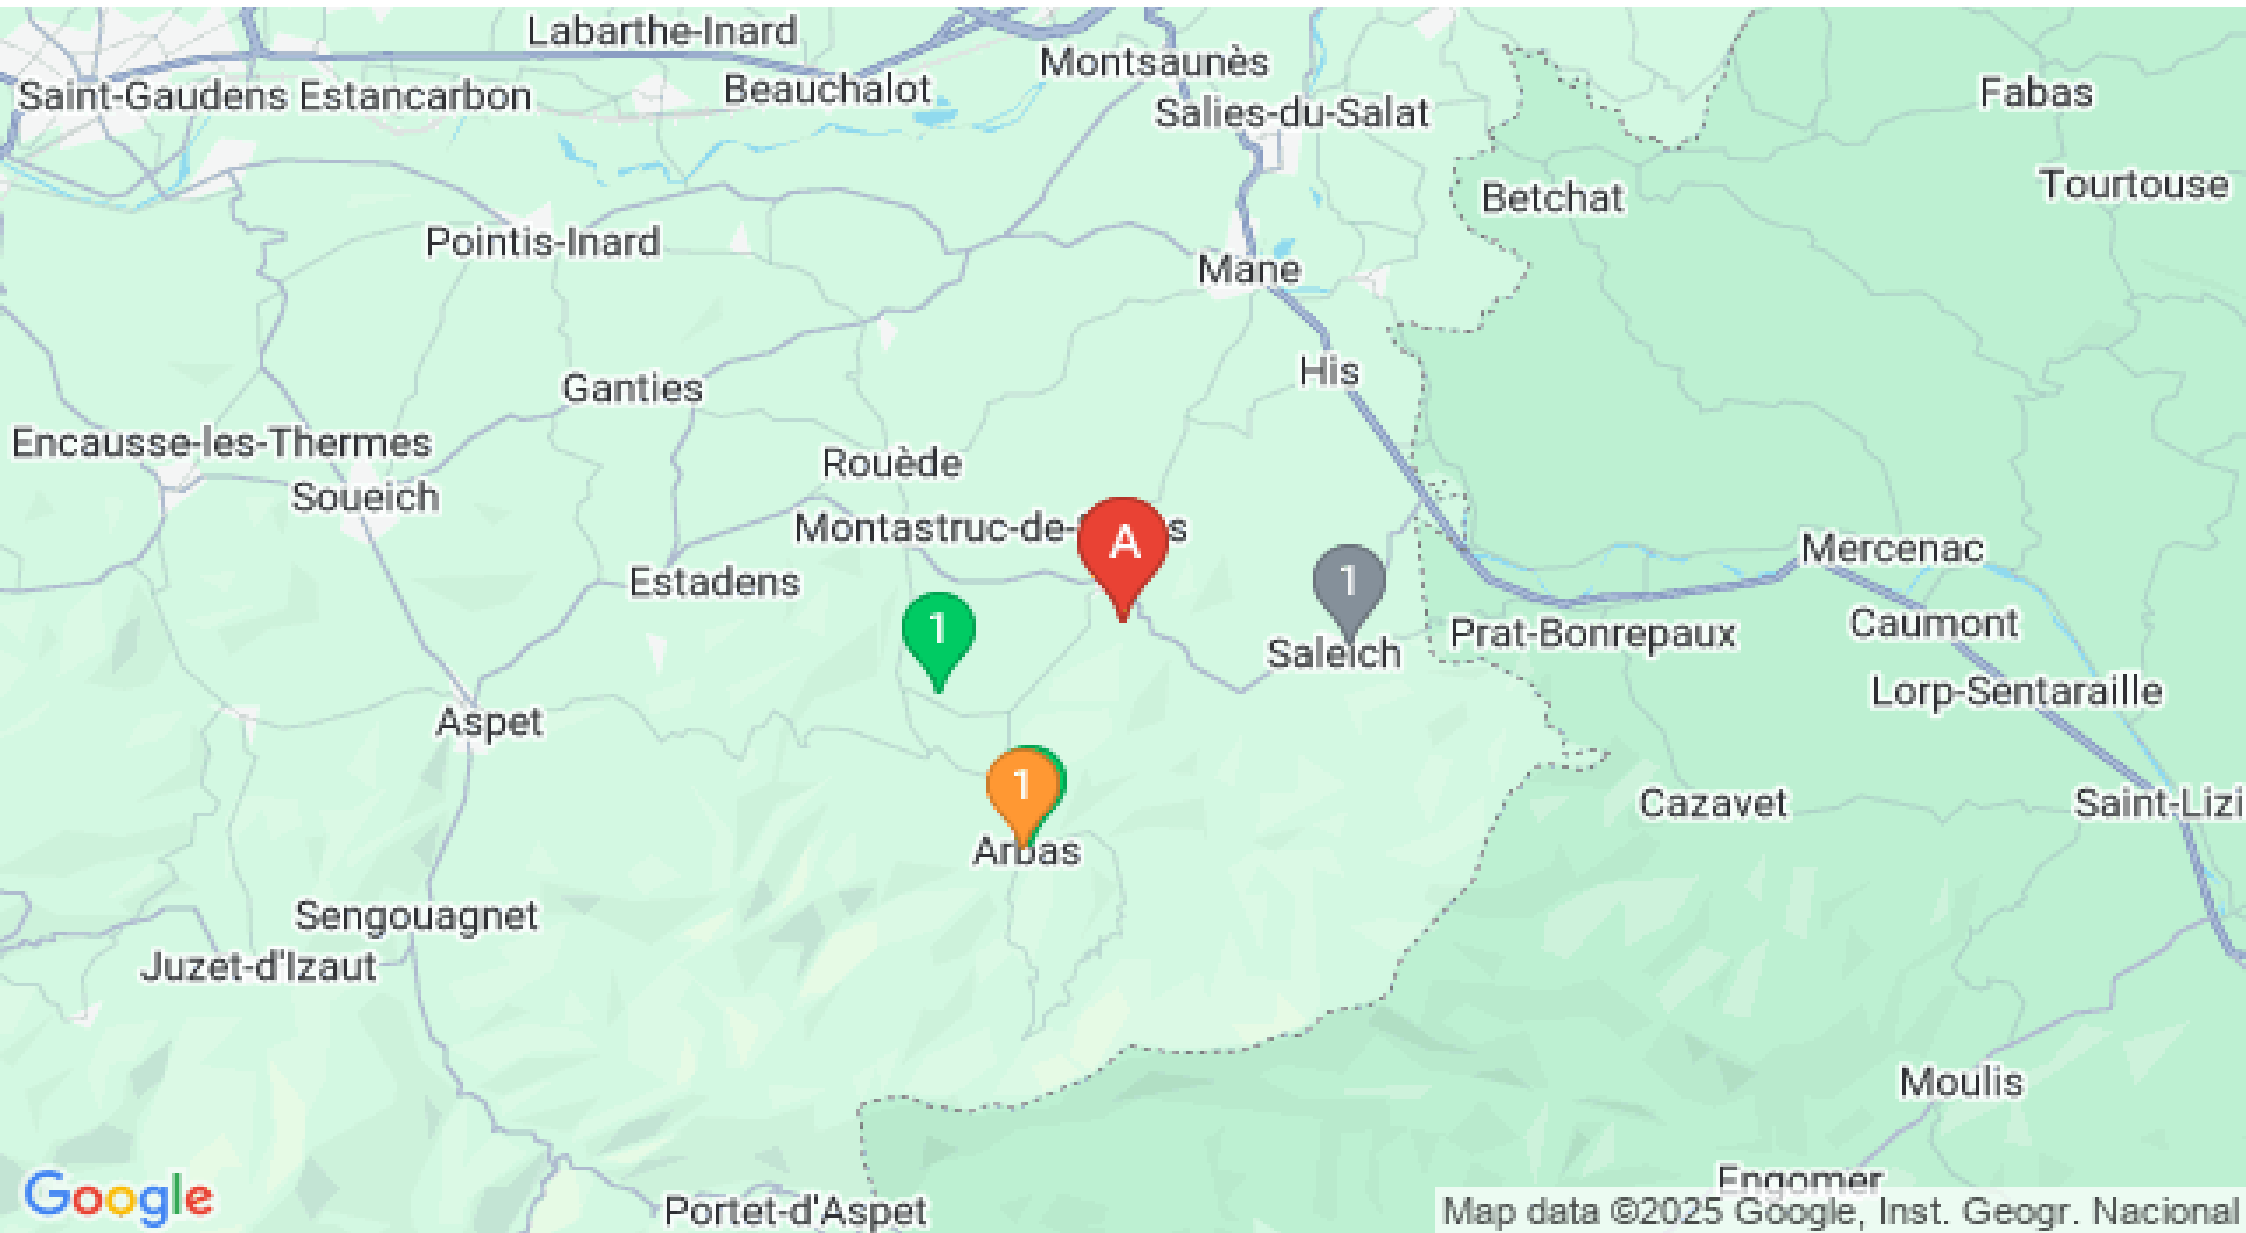 Labarthe-Inard
Montsaunès
Beauchalot
Saint-Gaudens
Estancarbon
Fabas
Salies-du-Salat
Tourtouse
Betchat
Pointis-Inard
Mane
His
Ganties
Encausse-les-Thermes
Rouède
Soueich
Montastruc-de-
s
A
Mercenac
1
Estadens
1
Caumont
Prat-Bonrepaux
Saleich
Lorp-Sentaraille
Aspet
1
Cazavet
Saint-Lizi
Arbas
Sengouagnet
Juzet-d'Izaut
Moulis
Engomer
Google
Portet-d'Aspet
Map data ©2025 Google, Inst. Geogr. Nacional